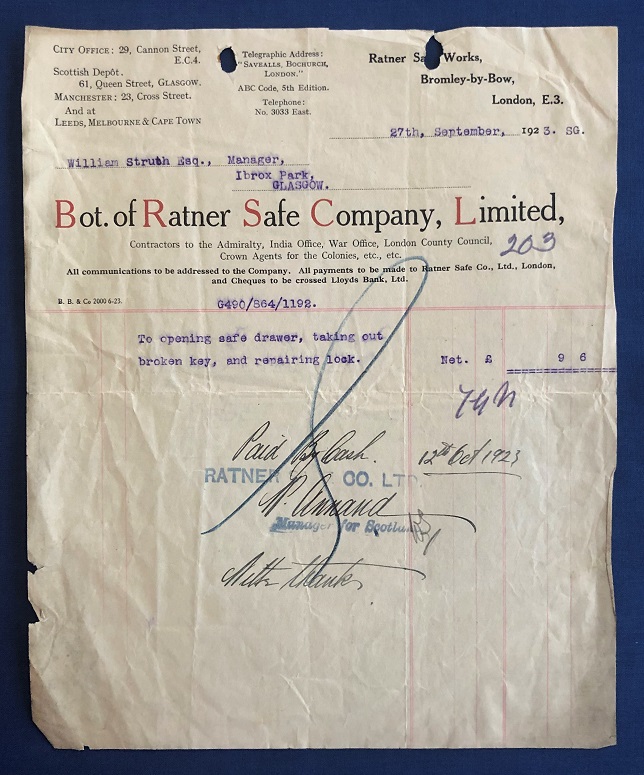 CITY OFFICE: 29, Cannon Street,
E.C.4.
Scottish Depôt.
61, Queen Street, GLASGOW.
MANCHESTER: 23, Cross Street.
And at
LEEDS, MELBOURNE & CAPE TOWN
Telegraphic Address:
"SAVEALLS, BOCHURCH,
LONDON."
ABC Code, 5th Edition.
Telephone:
No. 3033 East.
Ratner Sa Works,
Bromley-by-Bow,
London, E.3.
27th, September, 1923. SG.
William Struth Esq., Manager,
Ibrox Park,
GLASGOW.
Bot. of Ratner Safe Company, Limited,
Contractors to the Admiralty, India Office, War Office, London County Council,
Crown Agents for the Colonies, etc., etc.
203
All communications to be addressed to the Company. All payments to be made to Ratner Safe Co., Ltd., London,
and Cheques to be crossed Lloyds Bank, Ltd.
B. B. & Co 2000 6-23.
G490/864/1192.
To opening safe drawer, taking out
broken key, and repairing lock.
Net. £ 9 6
Paid By Cash. 12th Oct 1923
RATNER CO. LTD
N. Annand
Manager for Scotland
With thanks